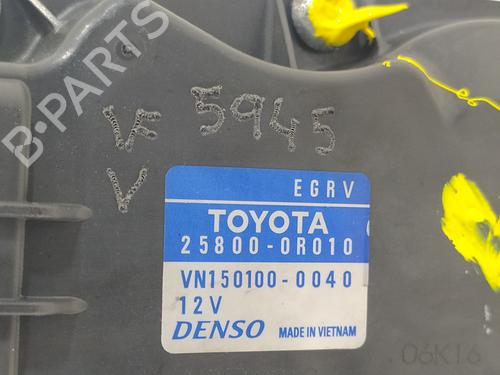 B-PARTS
VF 5945
V
EGRV
TOYOTA
25800-0R010
VN150100-0040
12V
DENSO MADE IN VIETNAM
06K16